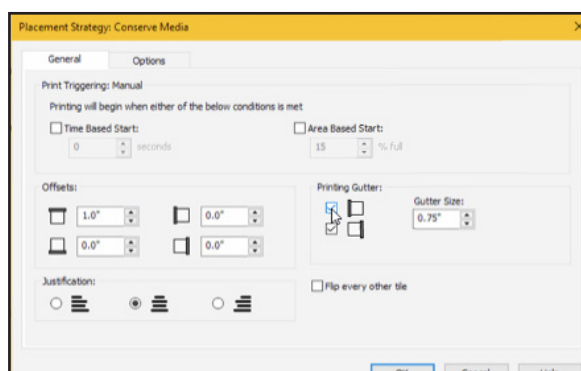 Placement Strategy: Conserve Media
General Options
Print Triggering: Manual
Printing will begin when either of the below conditions is met
Time Based Start: Area Based Start:
0 seconds 15 % full
Offsets: Printing Gutter:
Gutter Size:
1.0" 0.0" 0.75"
0.0" 0.0"
Justification: Flip every other tile